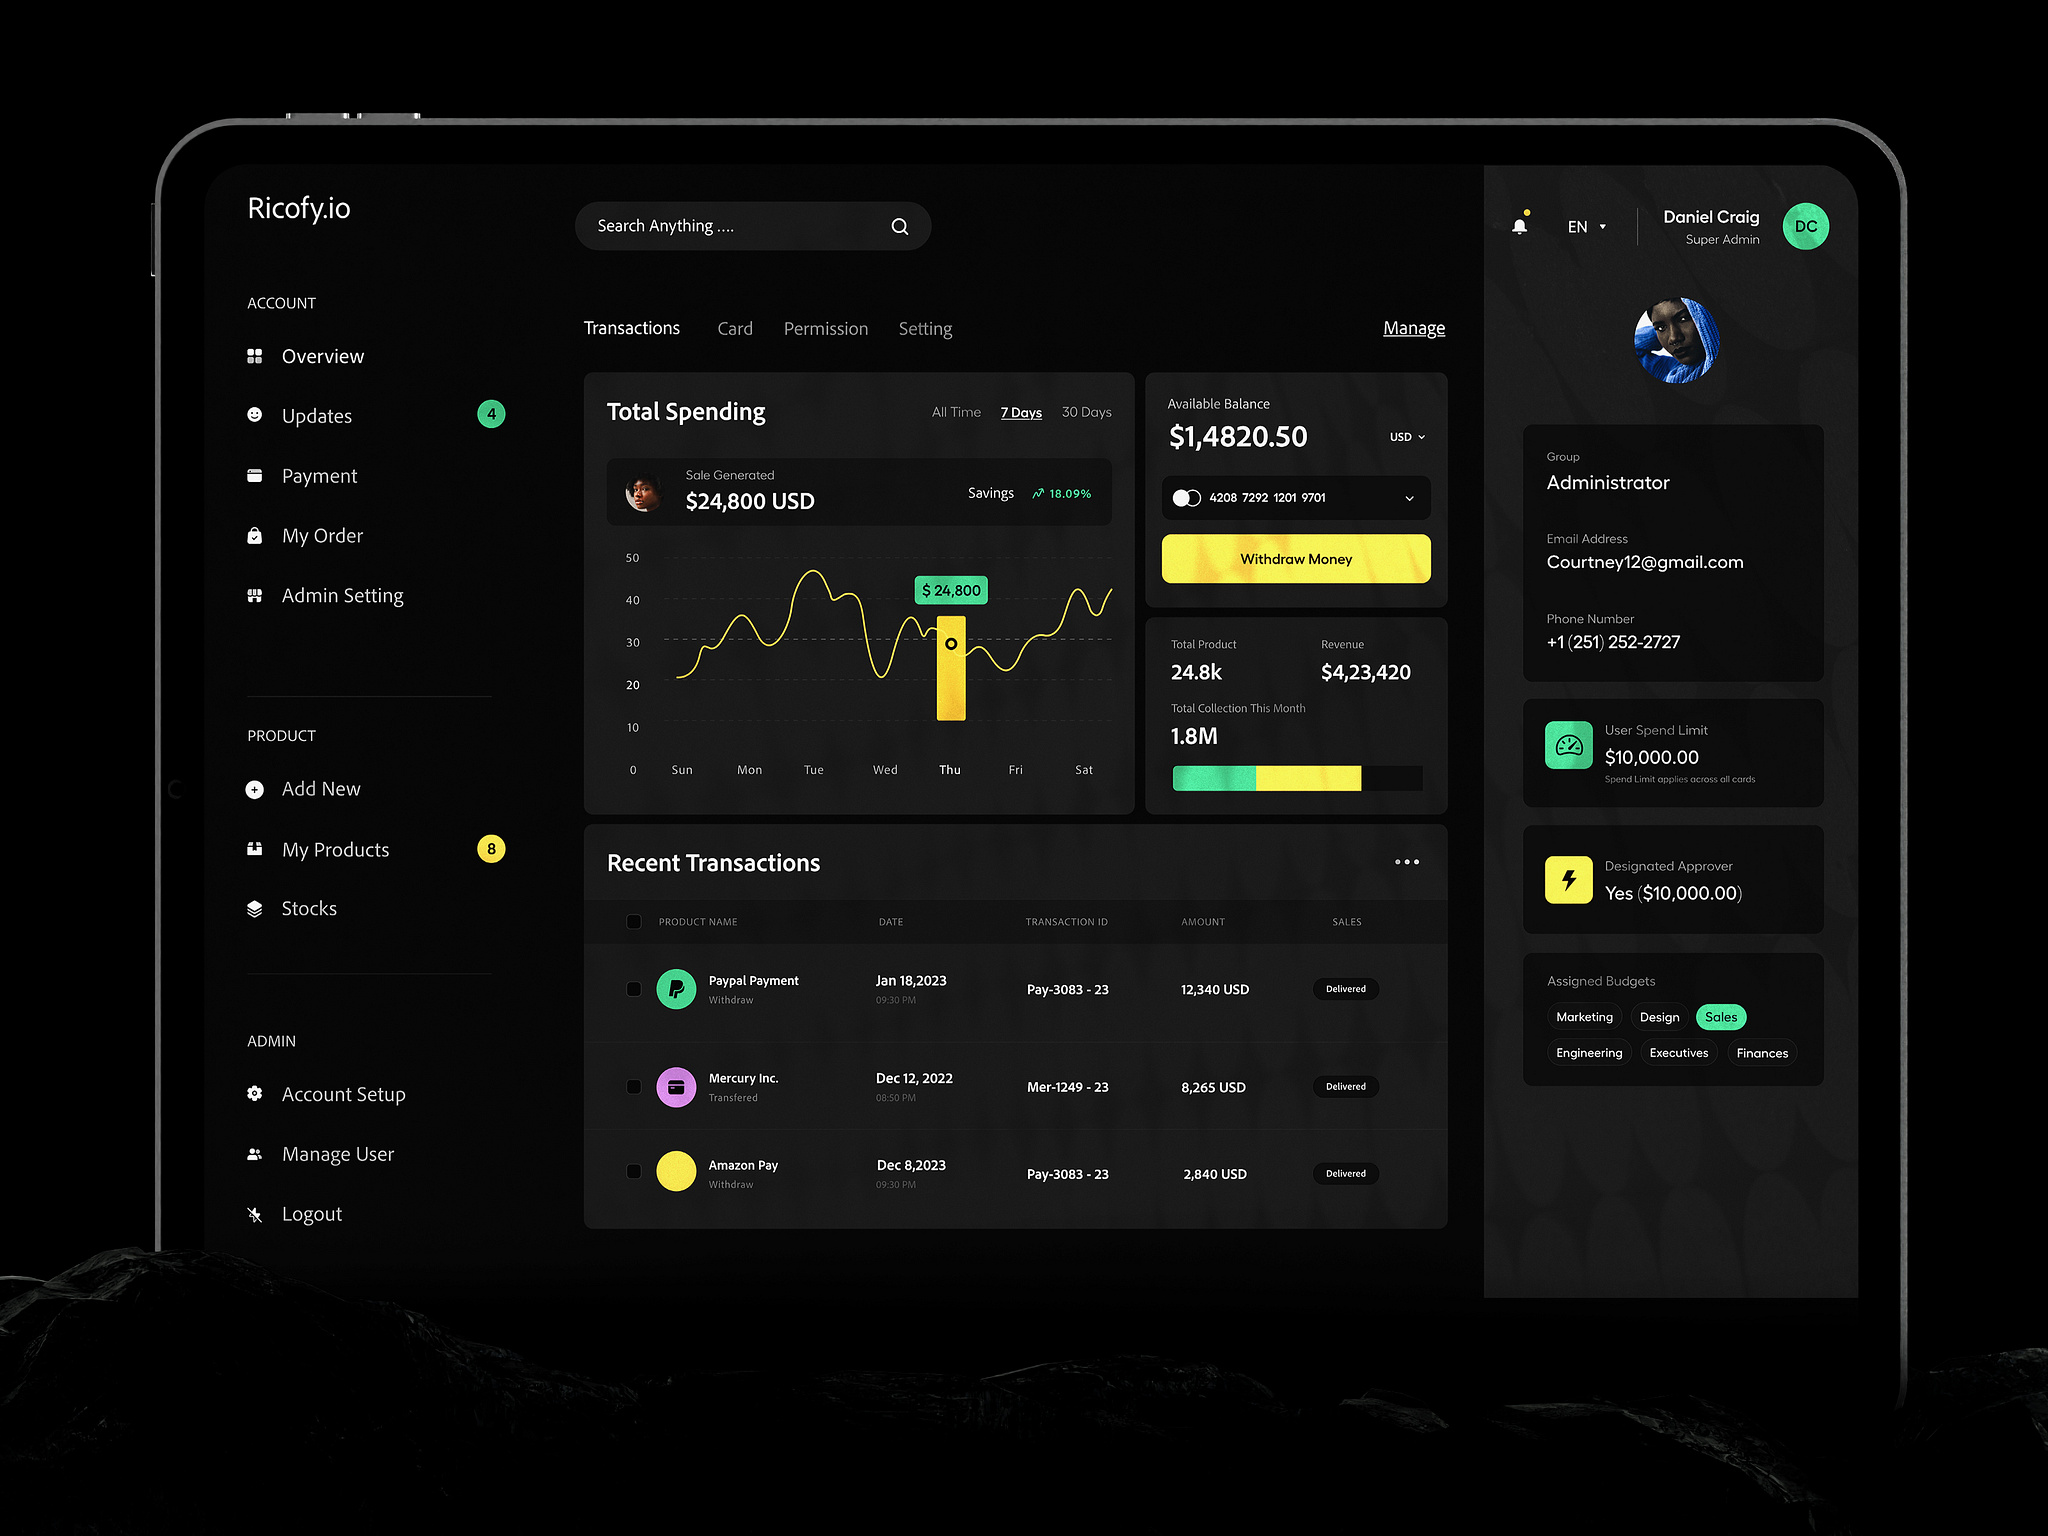 Ricofy.io
Search Anything ....
EN
Daniel Craig
Super Admin
DC
ACCOUNT
Overview
Updates
4
Payment
My Order
Admin Setting
PRODUCT
Add New
My Products
8
Stocks
ADMIN
Account Setup
Manage User
Logout
Transactions Card Permission Setting
Manage
Total Spending
All Time 7 Days 30 Days
Sale Generated
$24,800 USD
Savings 18.09%
50
40
30
20
10
0 Sun Mon Tue Wed Thu Fri Sat
$ 24,800
Available Balance
$1,4820.50
USD
4208 7292 1201 9701
Withdraw Money
Total Product
24.8k
Revenue
$4,23,420
Total Collection This Month
1.8M
Recent Transactions
PRODUCT NAME DATE TRANSACTION ID AMOUNT SALES
Paypal Payment
Withdraw
Jan 18,2023
09:30 PM
Pay-3083 - 23
12,340 USD
Delivered
Mercury Inc.
Transfered
Dec 12, 2022
08:50 PM
Mer-1249 - 23
8,265 USD
Delivered
Amazon Pay
Withdraw
Dec 8,2023
09:30 PM
Pay-3083 - 23
2,840 USD
Delivered
Group
Administrator
Email Address
Courtney12@gmail.com
Phone Number
+1 (251) 252-2727
User Spend Limit
$10,000.00
Spend Limit applies across all cards
Designated Approver
Yes ($10,000.00)
Assigned Budgets
Marketing Design Sales
Engineering Executives Finances